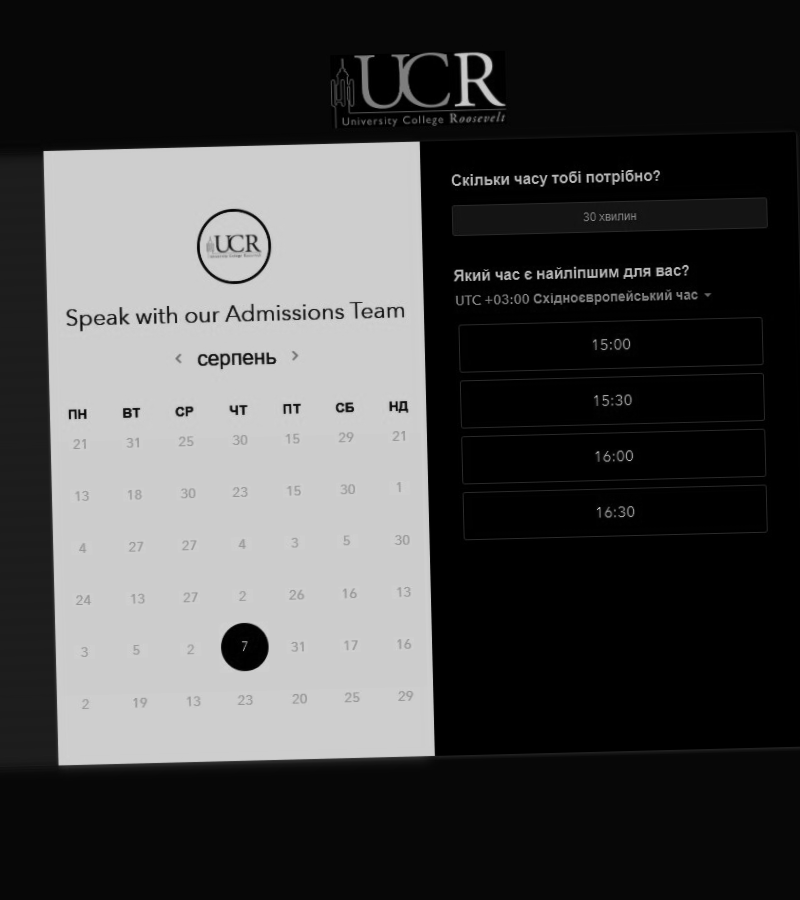 UCR
University College Roosevelt
UCR
Speak with our Admissions Team
серпень
ПН ВТ СР ЧТ ПТ СБ НД
21 31 25 30 15 29 21
13 18 30 23 15 30 1
4 27 27 4 3 5 30
24 13 27 2 26 16 13
3 5 2 7 31 17 16
2 19 13 23 20 25 29
Скільки часу тобі потрібно?
30 хвилин
Який час є найліпшим для вас?
UTC +03:00 Східноєвропейський час
15:00
15:30
16:00
16:30